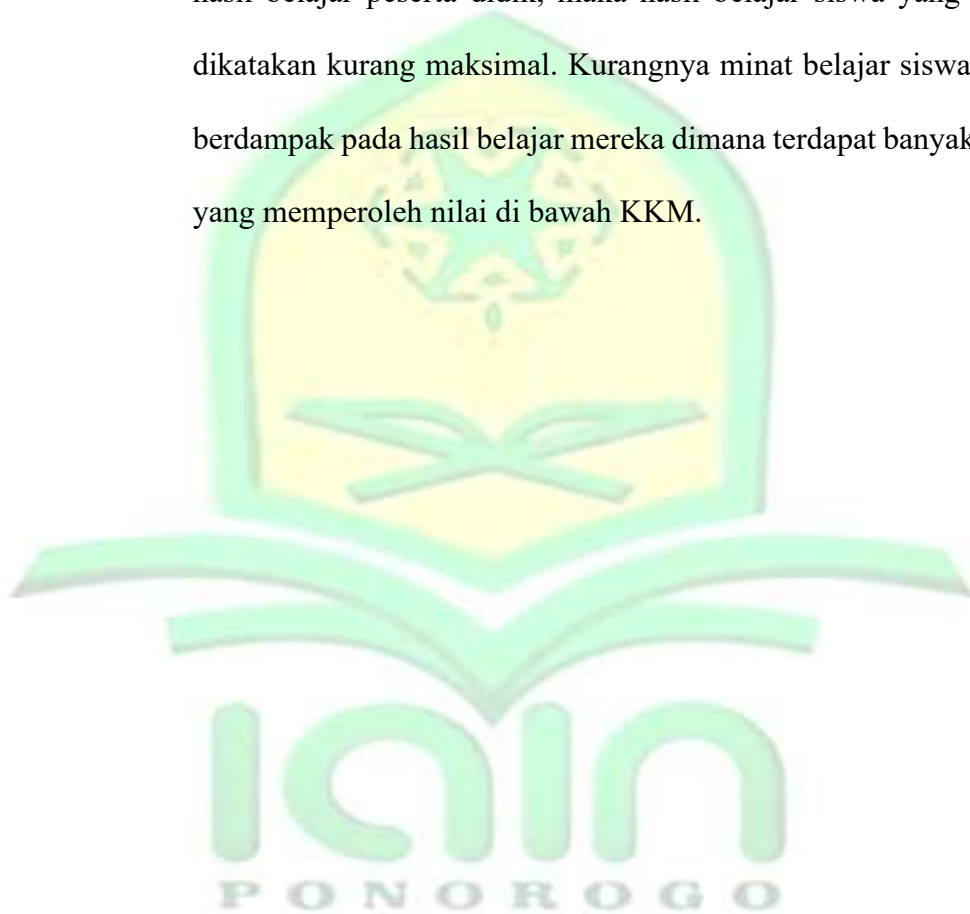 hasil belajar peserta didik, maka hasil belajar siswa yang
dikatakan kurang maksimal. Kurangnya minat belajar siswa
berdampak pada hasil belajar mereka dimana terdapat banyak
yang memperoleh nilai di bawah KKM.
iain
PONOROGO